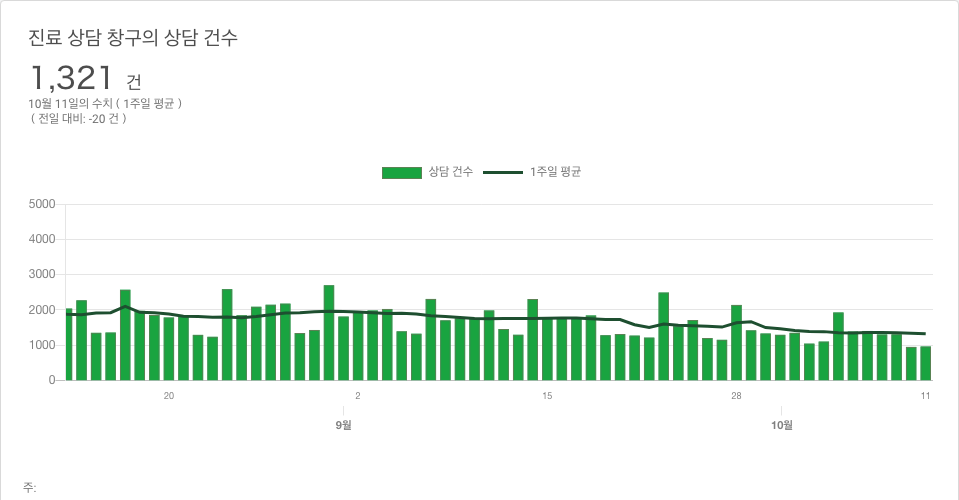 진료 상담 창구의 상담 건수
1,321 건
10월 11일의 수치 ( 1주일 평균 )
( 전일 대비: -20 건 )
상담 건수 1주일 평균
5000
4000
3000
2000
1000
0
20 2 15 28 11
9월 10월
주: